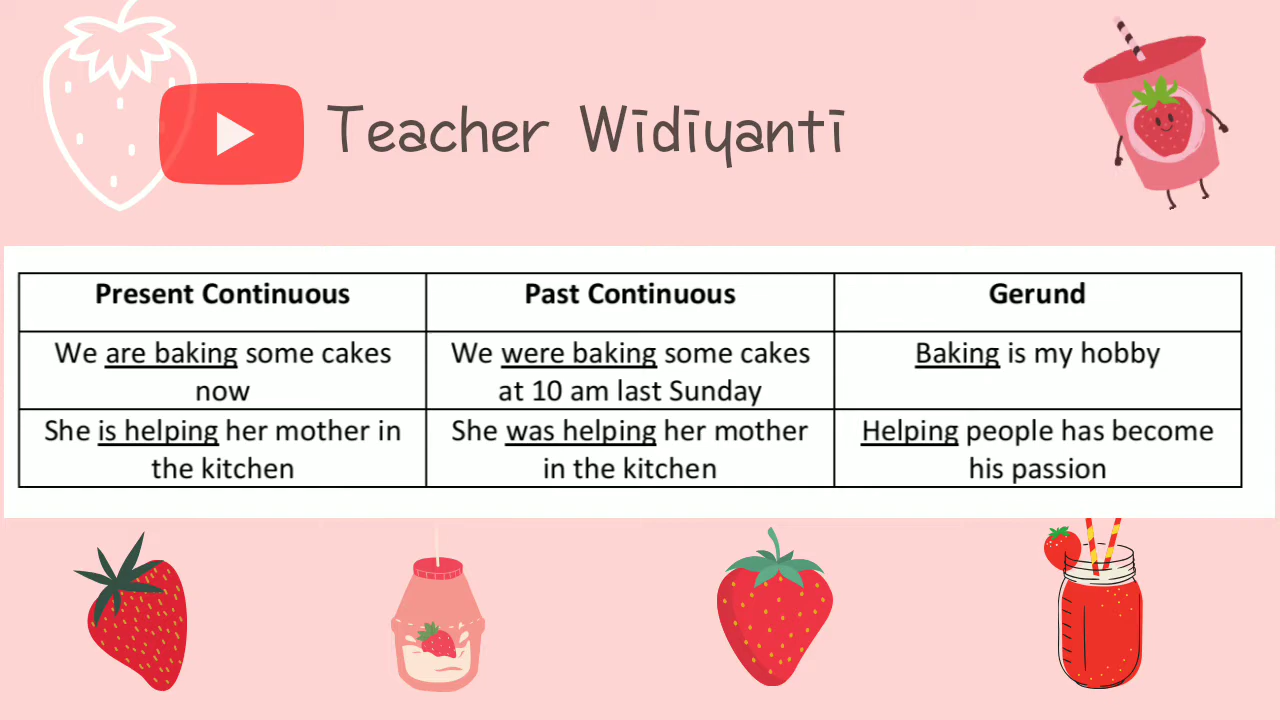 Teacher Widiyanti
Present Continuous
Past Continuous
Gerund
We are baking some cakes
now
We were baking some cakes
at 10 am last Sunday
Baking is my hobby
She is helping her mother in
the kitchen
She was helping her mother
in the kitchen
Helping people has become
his passion